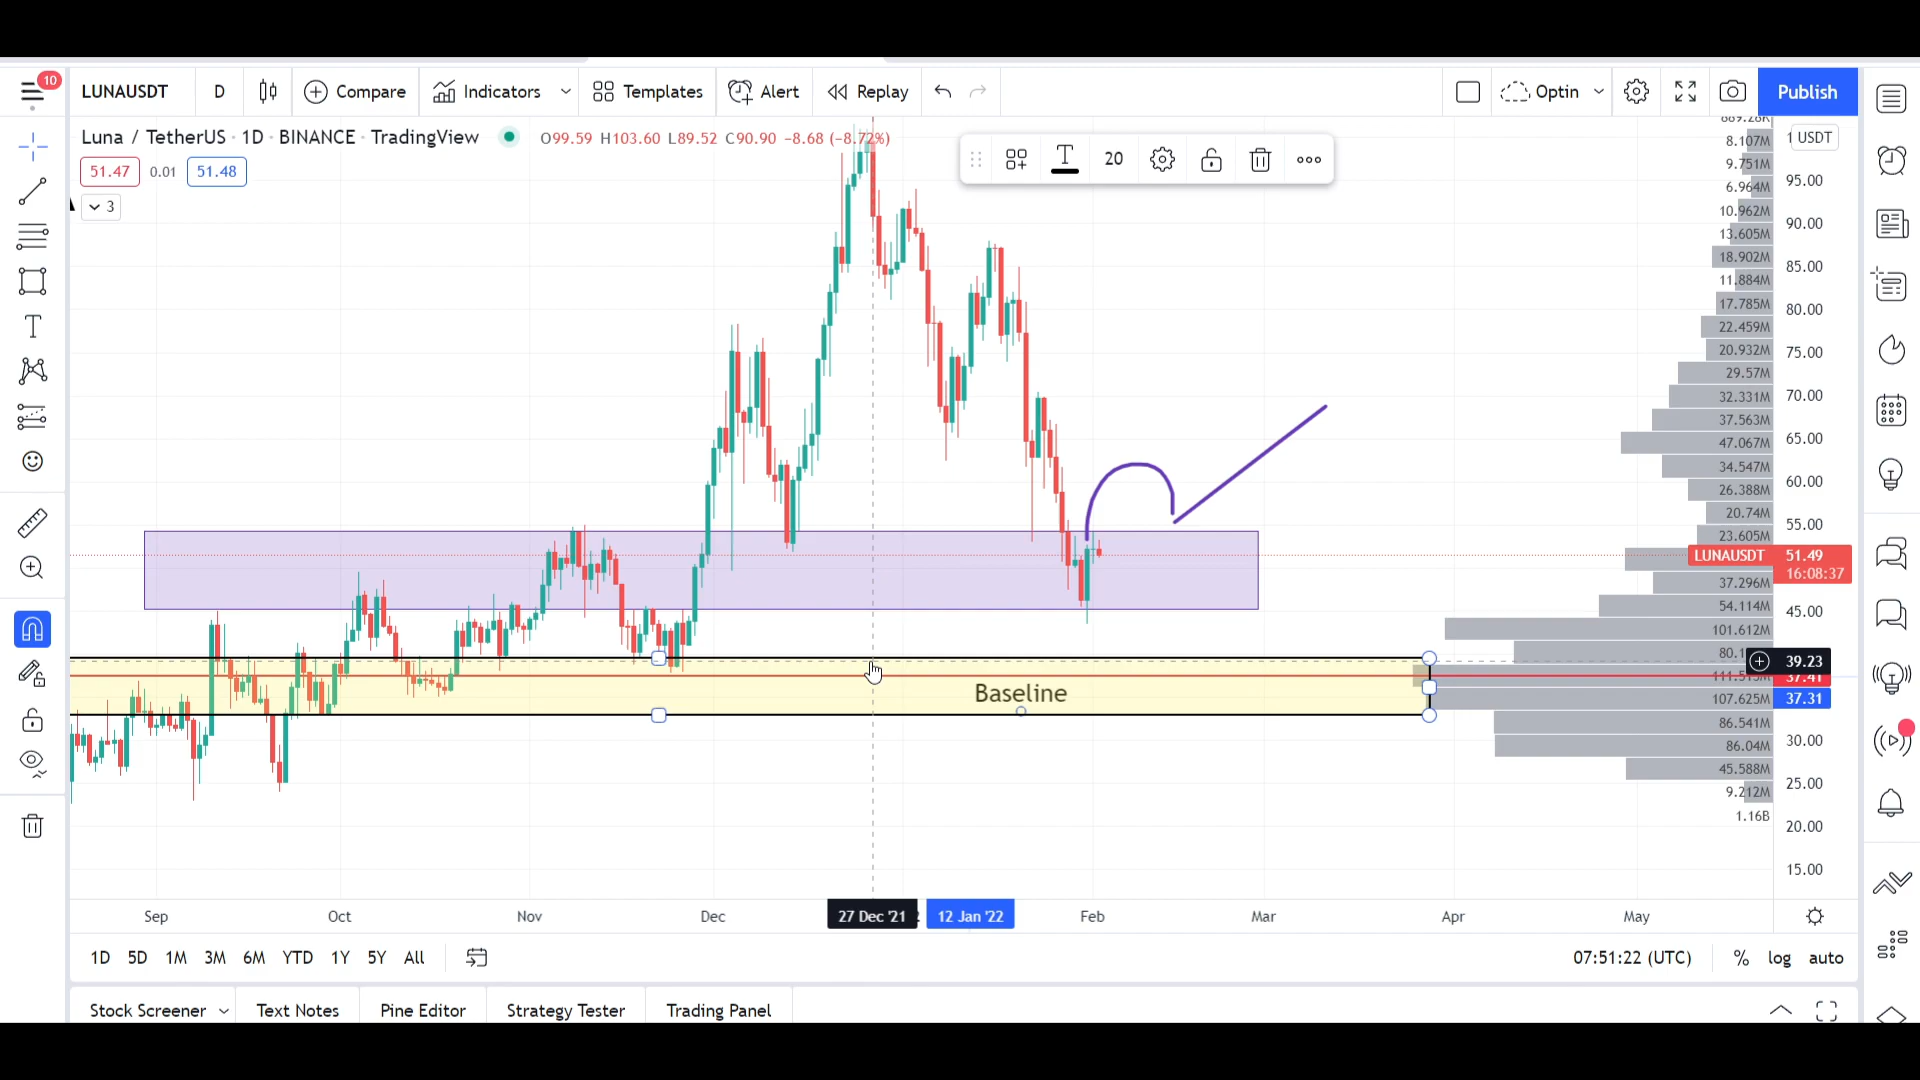 10
LUNAUSDT D Compare Indicators Templates Alert Replay Optin Publish
Luna / TetherUS · 1D · BINANCE · TradingView O99.59 H103.60 L89.52 C90.90 −8.68 (−8.72%)
51.47 0.01 51.48
3
T 20
USDT
8.107M
9.751M
6.964M
10.962M
13.605M
18.902M
11.884M
17.785M
22.459M
20.932M
29.57M
32.331M
37.563M
47.067M
34.547M
26.388M
20.74M
23.605M
37.296M
54.114M
101.612M
107.625M
86.541M
86.04M
45.588M
9.212M
1.16B
95.00
90.00
85.00
80.00
75.00
70.00
65.00
60.00
55.00
LUNAUSDT 51.49
16:08:37
45.00
39.23
37.41
37.31
30.00
25.00
20.00
15.00
Baseline
Sep Oct Nov Dec 27 Dec '21 12 Jan '22 Feb Mar Apr May
1D 5D 1M 3M 6M YTD 1Y 5Y All 07:51:22 (UTC) % log auto
Stock Screener Text Notes Pine Editor Strategy Tester Trading Panel